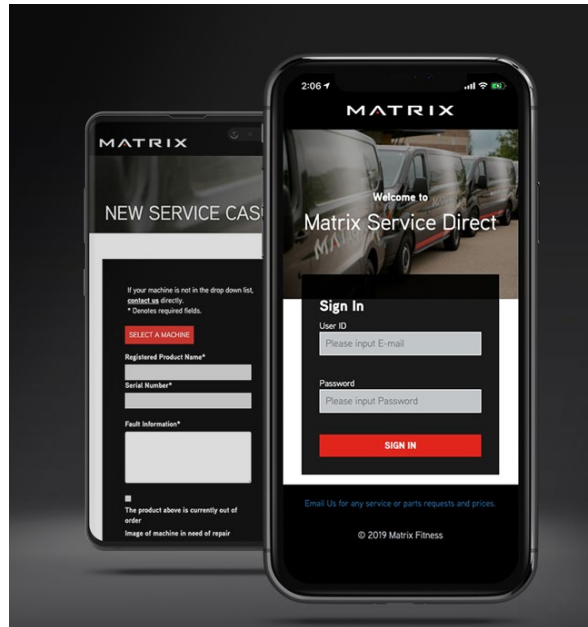 MATRIX
NEW SERVICE CAS
If your machine is not in the drop down list,
contact us directly.
* Denotes required fields.
SELECT A MACHINE
Registered Product Name*
Serial Number*
Fault Information*
The product above is currently out of
order
Image of machine in need of repair
2:06
MATRIX
Welcome to
Matrix Service Direct
Sign In
User ID
Please input E-mail
Password
Please input Password
SIGN IN
Email Us for any service or parts requests and prices.
© 2019 Matrix Fitness